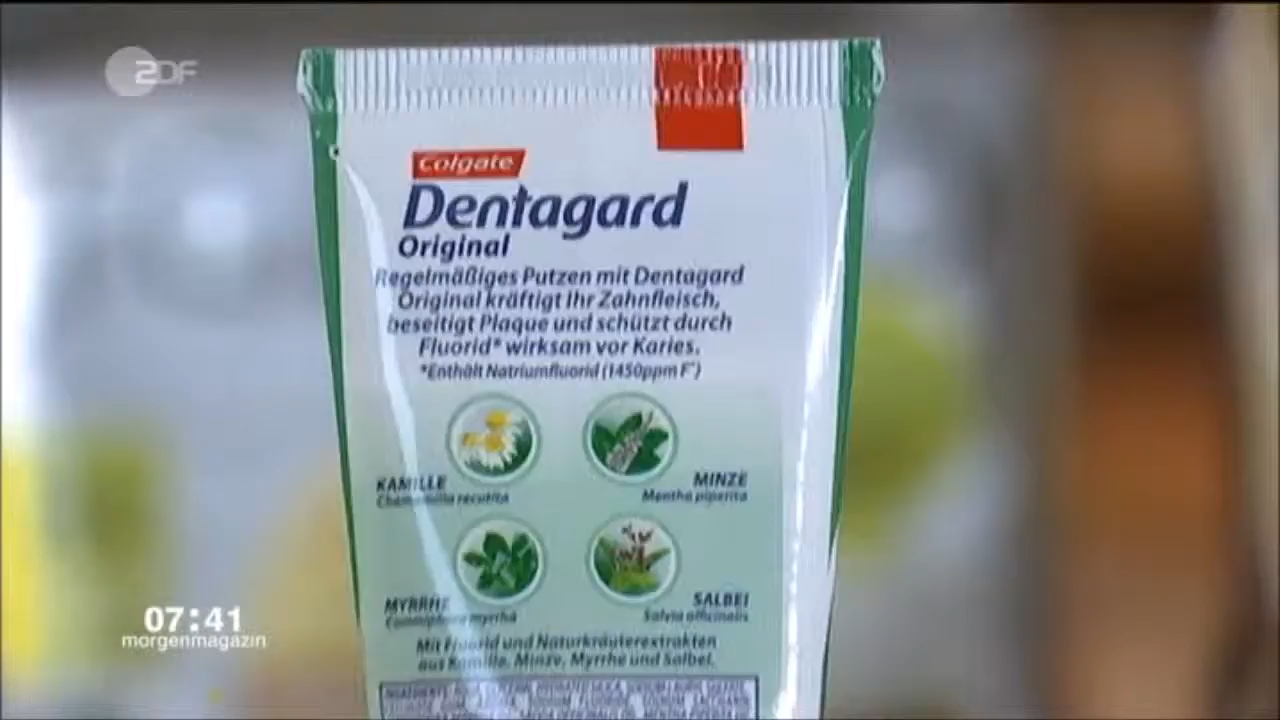 ZDF
Colgate
Dentagard
Original
Regelmäßiges Putzen mit Dentagard
Original kräftigt Ihr Zahnfleisch,
beseitigt Plaque und schützt durch
Fluorid* wirksam vor Karies.
*Enthält Natriumfluorid (1450ppm F⁻)
KAMILLE
Chamomilla recutita
MINZE
Mentha piperita
MYRRHE
Commiphora myrrha
SALBEI
Salvia officinalis
Mit Fluorid und Naturkräuterextrakten
aus Kamille, Minze, Myrrhe und Salbei.
07:41
morgenmagazin